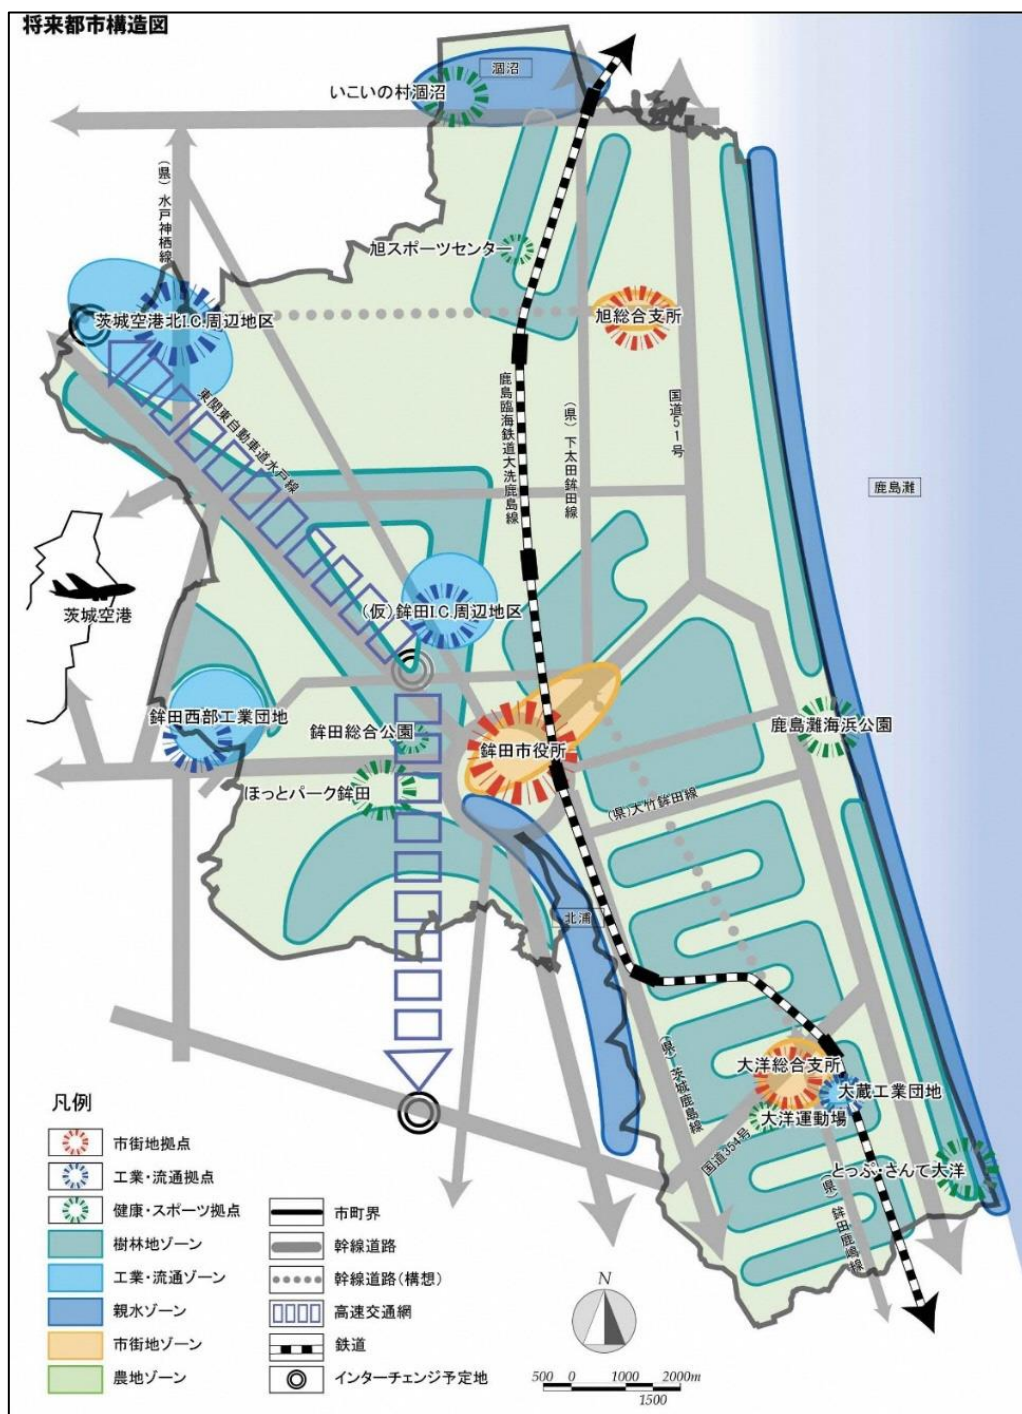 将来都市構造図
涸沼
いこいの村涸沼
(県)水戸神栖線
旭スポーツセンター
茨城空港北I.C.周辺地区
旭総合支所
東関東自動車道水戸線
鹿島臨海鉄道大洗鹿島線
(県)下太田鉾田線
国道51号
鹿島灘
茨城空港
(仮)鉾田I.C.周辺地区
鉾田西部工業団地
鉾田総合公園
鉾田市役所
鹿島灘海浜公園
ほっとパーク鉾田
(県)大竹鉾田線
北浦
(県)茨城鹿島線
大洋総合支所
大蔵工業団地
大洋運動場
国道354号
とっぷ・さんて大洋
(県)鉾田鹿嶋線
凡例
市街地拠点
工業・流通拠点
健康・スポーツ拠点
樹林地ゾーン
工業・流通ゾーン
親水ゾーン
市街地ゾーン
農地ゾーン
市町界
幹線道路
幹線道路(構想)
高速交通網
鉄道
インターチェンジ予定地
N
500 0 1000 2000m
1500